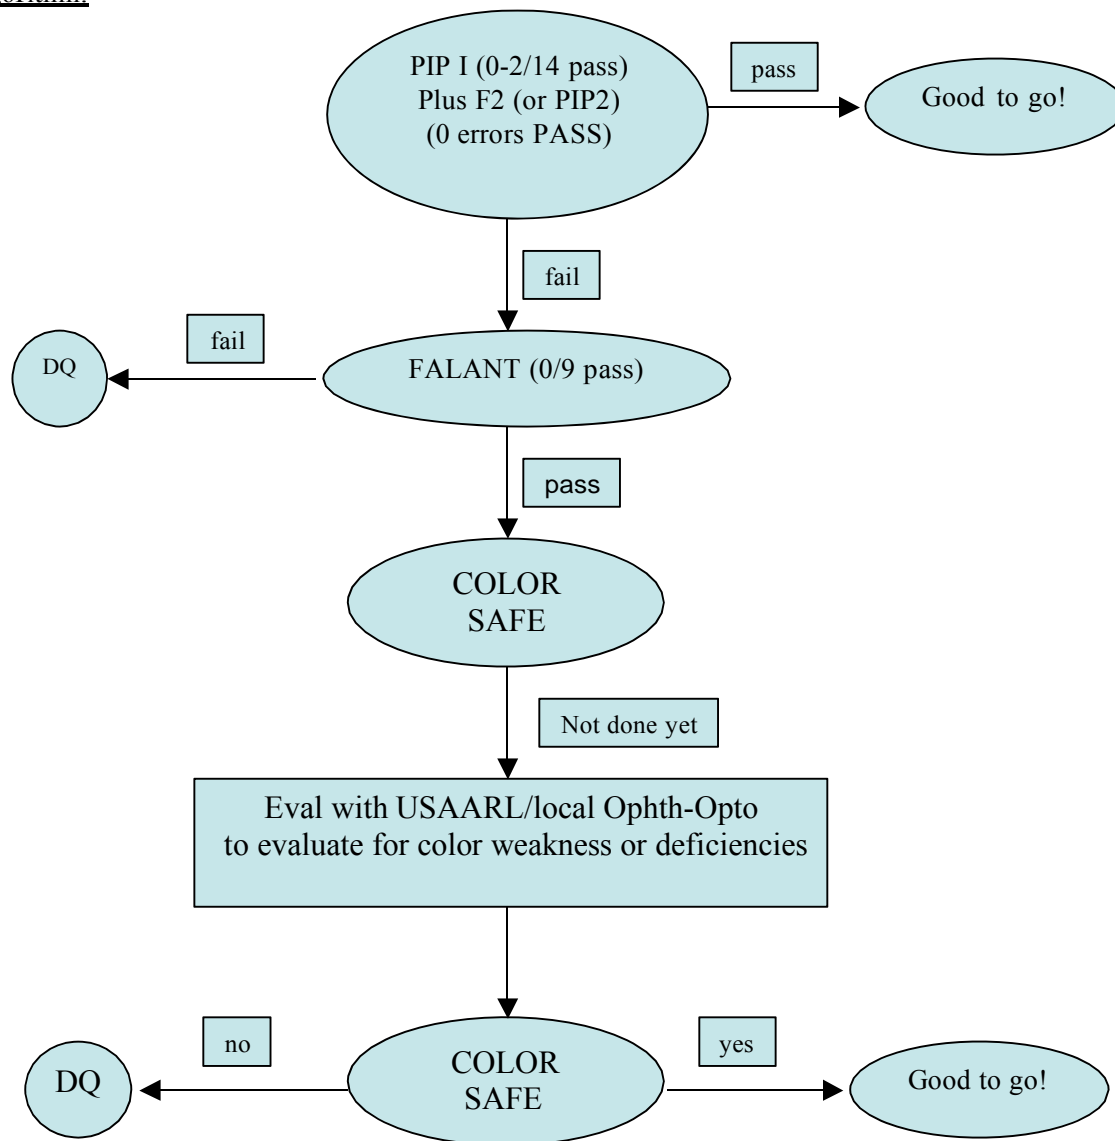 PIP I (0-2/14 pass)
Plus F2 (or PIP2)
(0 errors PASS)
pass
Good to go!
fail
fail
DQ
FALANT (0/9 pass)
pass
COLOR
SAFE
Not done yet
Eval with USAARL/local Ophth-Opto
to evaluate for color weakness or deficiencies
no
yes
DQ
COLOR
SAFE
Good to go!